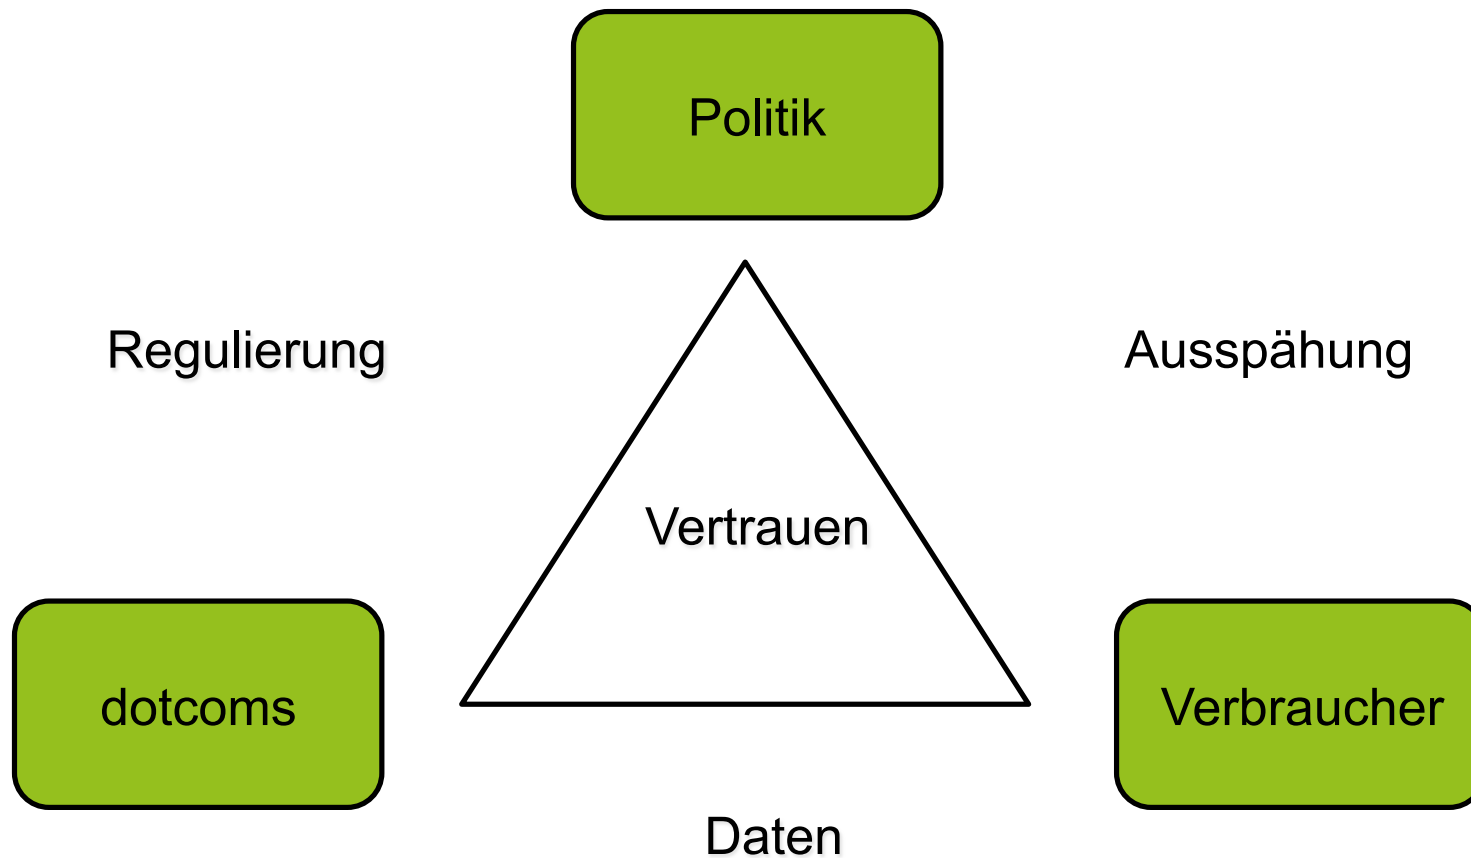 Politik
Regulierung
Ausspähung
Vertrauen
dotcoms
Verbraucher
Daten